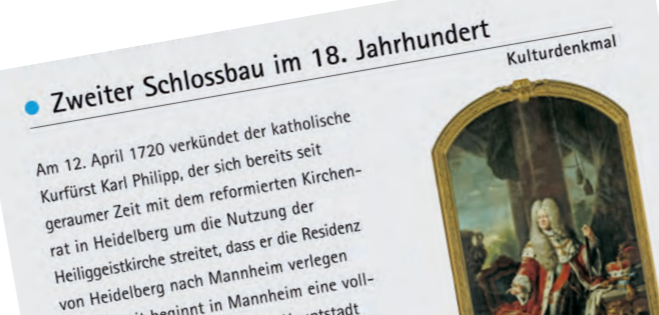 Zweiter Schlossbau im 18. Jahrhundert
Kulturdenkmal
Am 12. April 1720 verkündet der katholische
Kurfürst Karl Philipp, der sich bereits seit
geraumer Zeit mit dem reformierten Kirchen-
rat in Heidelberg um die Nutzung der
Heiliggeistkirche streitet, dass er die Residenz
von Heidelberg nach Mannheim verlegen
beginnt in Mannheim eine voll-